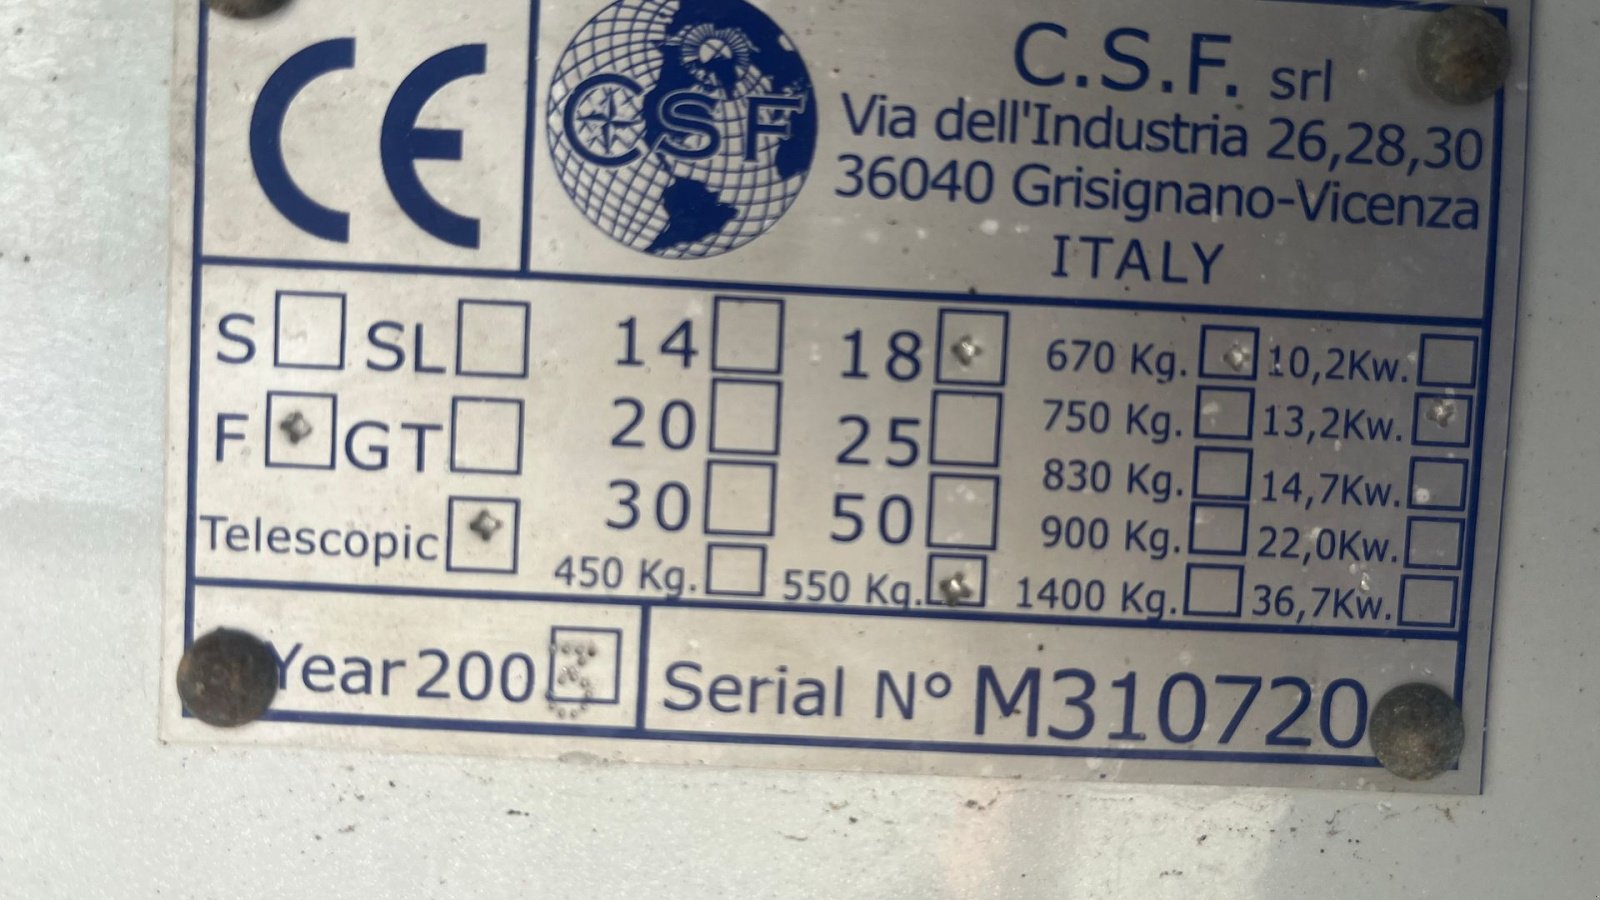 CE
CSF
C.S.F. srl
Via dell'Industria 26,28,30
36040 Grisignano-Vicenza
ITALY
S SL 14 18 670 Kg. 10,2Kw.
F GT 20 25 750 Kg. 13,2Kw.
30 50 830 Kg. 14,7Kw.
Telescopic 900 Kg. 22,0Kw.
450 Kg. 550 Kg. 1400 Kg. 36,7Kw.
Year 200
Serial N° M310720